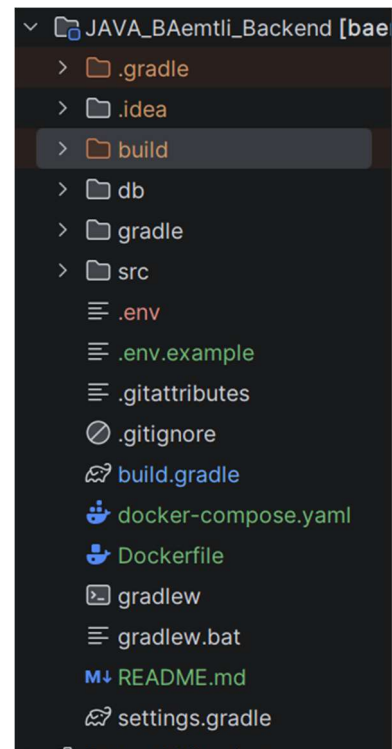 JAVA_BAemtli_Backend [bae
.gradle
.idea
build
db
gradle
src
.env
.env.example
.gitattributes
.gitignore
build.gradle
docker-compose.yaml
Dockerfile
gradlew
gradlew.bat
M↓ README.md
settings.gradle